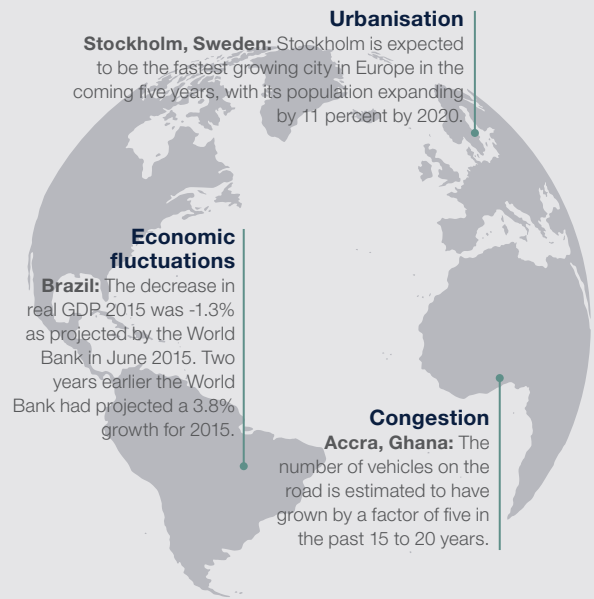 Urbanisation
Stockholm, Sweden: Stockholm is expected
to be the fastest growing city in Europe in the
coming five years, with its population expanding
by 11 percent by 2020.
Economic
fluctuations
Brazil: The decrease in
real GDP 2015 was -1.3%
as projected by the World
Bank in June 2015. Two
years earlier the World
Bank had projected a 3.8%
growth for 2015.
Congestion
Accra, Ghana: The
number of vehicles on the
road is estimated to have
grown by a factor of five in
the past 15 to 20 years.